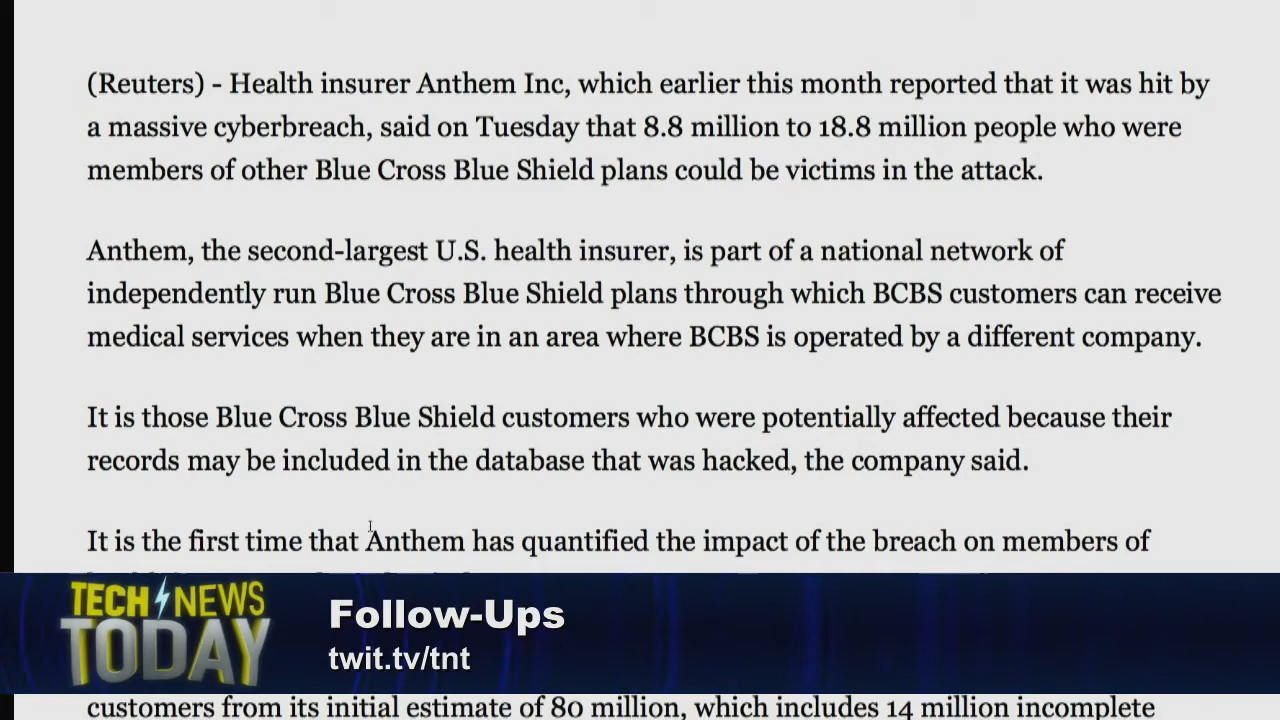 (Reuters) - Health insurer Anthem Inc, which earlier this month reported that it was hit by
a massive cyberbreach, said on Tuesday that 8.8 million to 18.8 million people who were
members of other Blue Cross Blue Shield plans could be victims in the attack.
Anthem, the second-largest U.S. health insurer, is part of a national network of
independently run Blue Cross Blue Shield plans through which BCBS customers can receive
medical services when they are in an area where BCBS is operated by a different company.
It is those Blue Cross Blue Shield customers who were potentially affected because their
records may be included in the database that was hacked, the company said.
It is the first time that Anthem has quantified the impact of the breach on members of
TECH NEWS
TODAY
Follow-Ups
twit.tv/tnt
customers from its initial estimate of 80 million, which includes 14 million incomplete